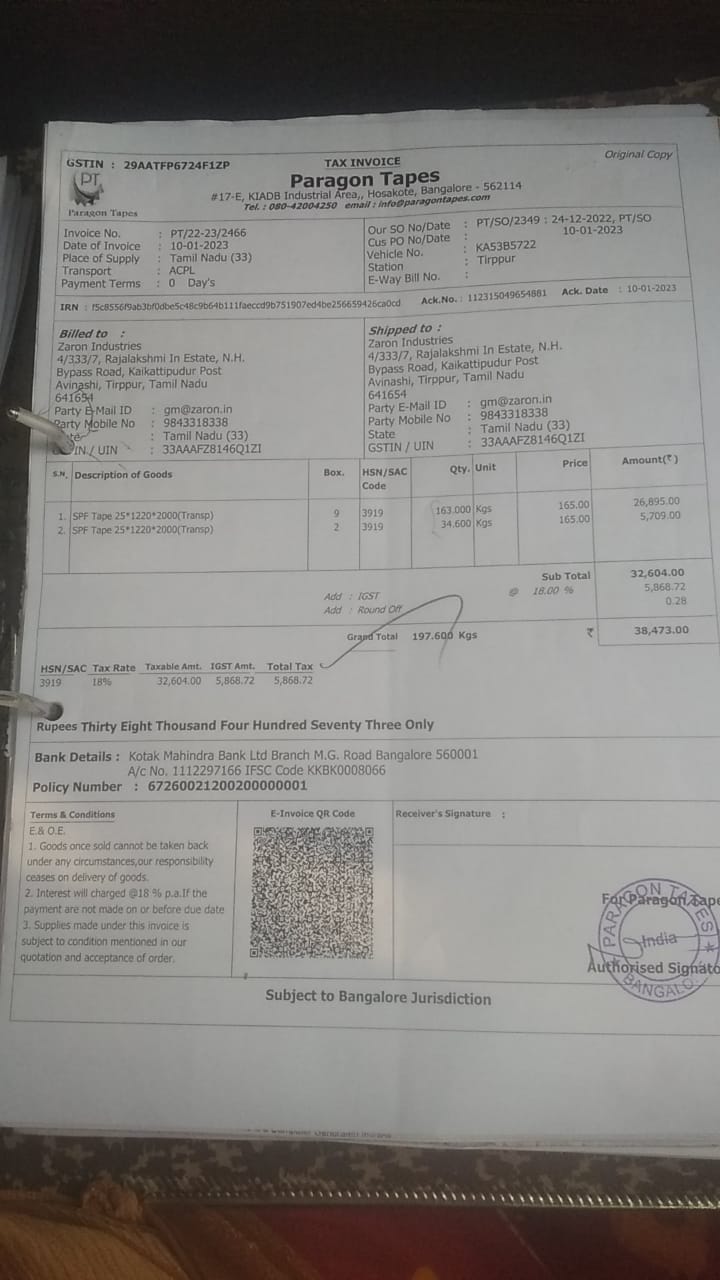 GSTIN : 29AATFP6724F1ZP
TAX INVOICE
Original Copy
PT
Paragon Tapes
Paragon Tapes
#17-E, KIADB Industrial Area,, Hosakote, Bangalore - 562114
Tel. : 080-42004250 email : info@paragontapes.com
Invoice No. : PT/22-23/2466
Date of Invoice : 10-01-2023
Place of Supply : Tamil Nadu (33)
Transport : ACPL
Payment Terms : 0 Day's
Our SO No/Date : PT/SO/2349 : 24-12-2022, PT/SO
Cus PO No/Date : 10-01-2023
Vehicle No. : KA53B5722
Station : Tirppur
E-Way Bill No. :
IRN : f5c8556f9ab3bf0dbe5c48c9b64b111faeccd9b751907ed4be256659426ca0cd Ack.No. : 112315049654881 Ack. Date : 10-01-2023
Billed to :
Zaron Industries
4/333/7, Rajalakshmi In Estate, N.H.
Bypass Road, Kaikattipudur Post
Avinashi, Tirppur, Tamil Nadu
641654
Party E-Mail ID : gm@zaron.in
Party Mobile No : 9843318338
: Tamil Nadu (33)
/ UIN : 33AAAFZ8146Q1ZI
Shipped to :
Zaron Industries
4/333/7, Rajalakshmi In Estate, N.H.
Bypass Road, Kaikattipudur Post
Avinashi, Tirppur, Tamil Nadu
641654
Party E-Mail ID : gm@zaron.in
Party Mobile No : 9843318338
State : Tamil Nadu (33)
GSTIN / UIN : 33AAAFZ8146Q1ZI
S.N. Description of Goods Box. HSN/SAC Code Qty. Unit Price Amount(₹)
1. SPF Tape 25*1220*2000(Transp) 9 3919 163.000 Kgs 165.00 26,895.00
2. SPF Tape 25*1220*2000(Transp) 2 3919 34.600 Kgs 165.00 5,709.00
Sub Total 32,604.00
Add : IGST @ 18.00 % 5,868.72
Add : Round Off 0.28
Grand Total 197.600 Kgs ₹ 38,473.00
HSN/SAC Tax Rate Taxable Amt. IGST Amt. Total Tax
3919 18% 32,604.00 5,868.72 5,868.72
Rupees Thirty Eight Thousand Four Hundred Seventy Three Only
Bank Details : Kotak Mahindra Bank Ltd Branch M.G. Road Bangalore 560001
A/c No. 1112297166 IFSC Code KKBK0008066
Policy Number : 67260021200200000001
Terms & Conditions
E.& O.E.
1. Goods once sold cannot be taken back
under any circumstances,our responsibility
ceases on delivery of goods.
2. Interest will charged @18 % p.a.If the
payment are not made on or before due date
3. Supplies made under this invoice is
subject to condition mentioned in our
quotation and acceptance of order.
E-Invoice QR Code
Receiver's Signature :
For Paragon Tape
PARAGON TAPES
India
BANGALO
Authorised Signato
Subject to Bangalore Jurisdiction